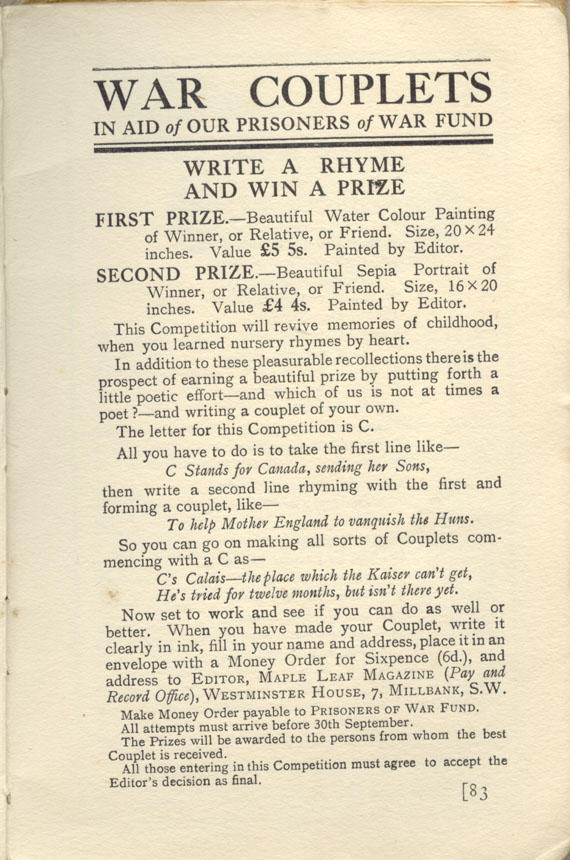 WAR COUPLETS
IN AID of OUR PRISONERS of WAR FUND
WRITE A RHYME
AND WIN A PRIZE
FIRST PRIZE.—Beautiful Water Colour Painting
of Winner, or Relative, or Friend. Size, 20 × 24
inches. Value £5 5s. Painted by Editor.
SECOND PRIZE.—Beautiful Sepia Portrait of
Winner, or Relative, or Friend. Size, 16 × 20
inches. Value £4 4s. Painted by Editor.
This Competition will revive memories of childhood,
when you learned nursery rhymes by heart.
In addition to these pleasurable recollections there is the
prospect of earning a beautiful prize by putting forth a
little poetic effort—and which of us is not at times a
poet ?—and writing a couplet of your own.
The letter for this Competition is C.
All you have to do is to take the first line like—
C Stands for Canada, sending her Sons,
then write a second line rhyming with the first and
forming a couplet, like—
To help Mother England to vanquish the Huns.
So you can go on making all sorts of Couplets com-
mencing with a C as—
C's Calais—the place which the Kaiser can't get,
He's tried for twelve months, but isn't there yet.
Now set to work and see if you can do as well or
better. When you have made your Couplet, write it
clearly in ink, fill in your name and address, place it in an
envelope with a Money Order for Sixpence (6d.), and
address to EDITOR, MAPLE LEAF MAGAZINE (Pay and
Record Office), WESTMINSTER HOUSE, 7, MILLBANK, S.W.
Make Money Order payable to PRISONERS OF WAR FUND.
All attempts must arrive before 30th September.
The Prizes will be awarded to the persons from whom the best
Couplet is received.
All those entering in this Competition must agree to accept the
Editor's decision as final.
[83